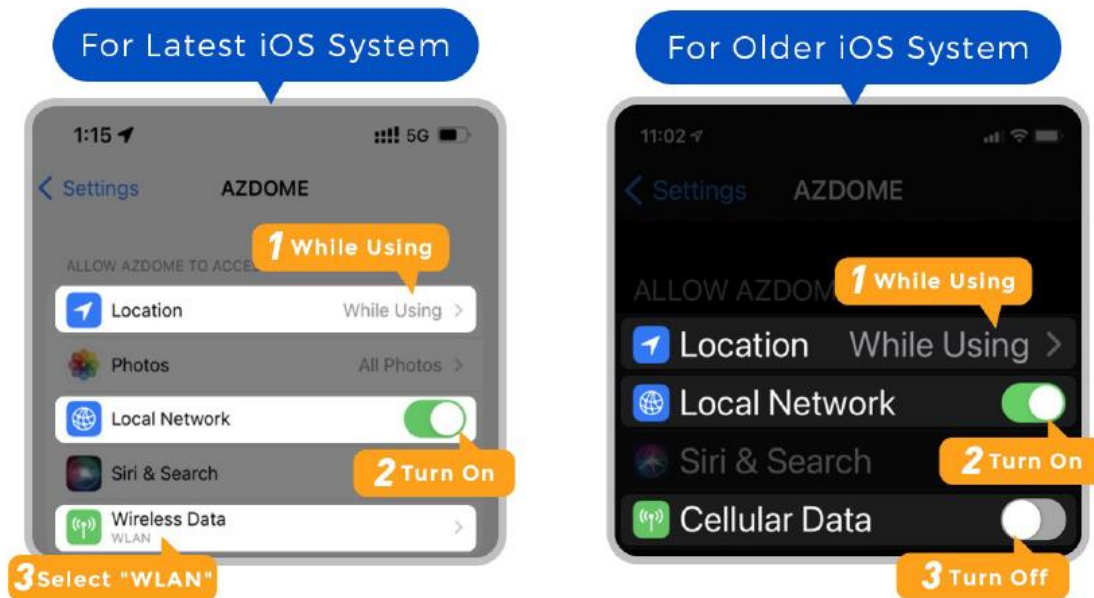 For Latest iOS System
1:15
5G
Settings
AZDOME
1 While Using
ALLOW AZDOME TO ACCE
Location
While Using
Photos
All Photos
Local Network
Siri & Search
2 Turn On
Wireless Data
WLAN
3 Select "WLAN"
For Older iOS System
11:02
Settings
AZDOME
1 While Using
ALLOW AZDOM
Location
While Using
Local Network
Siri & Search
2 Turn On
Cellular Data
3 Turn Off